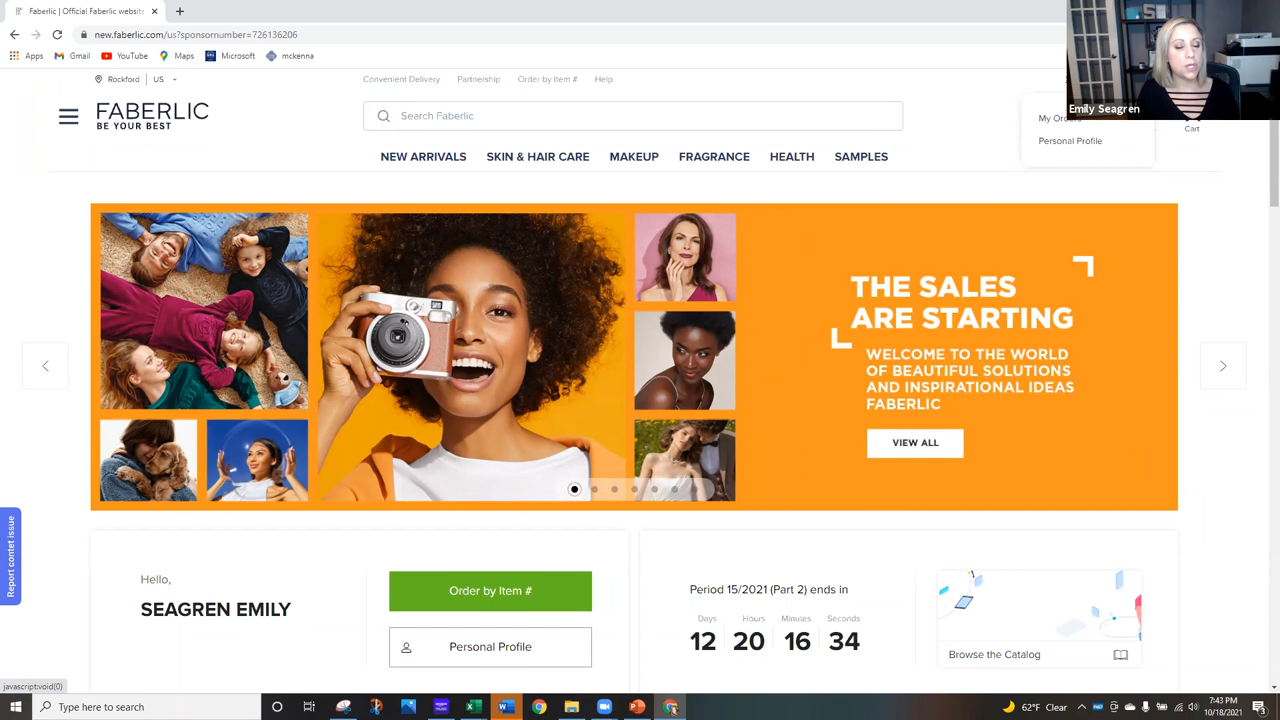 Faberlic | Official Faberlic websit
new.faberlic.com/us?sponsornumber=726136206
Apps Gmail YouTube Maps Microsoft mckenna
Rockford US Convenient Delivery Partnership Order by Item # Help
FABERLIC
BE YOUR BEST
Search Faberlic
Emily Seagren
My Orders
Personal Profile
Cart
NEW ARRIVALS SKIN & HAIR CARE MAKEUP FRAGRANCE HEALTH SAMPLES
THE SALES
ARE STARTING
WELCOME TO THE WORLD
OF BEAUTIFUL SOLUTIONS
AND INSPIRATIONAL IDEAS
FABERLIC
VIEW ALL
Report contet issue
Hello,
SEAGREN EMILY
Order by Item #
Personal Profile
Period 15/2021 (Part 2) ends in
Days Hours Minutes Seconds
12 20 16 34
Browse the Catalog
javascript:void(0)
Type here to search
62°F Clear
7:43 PM
10/18/2021